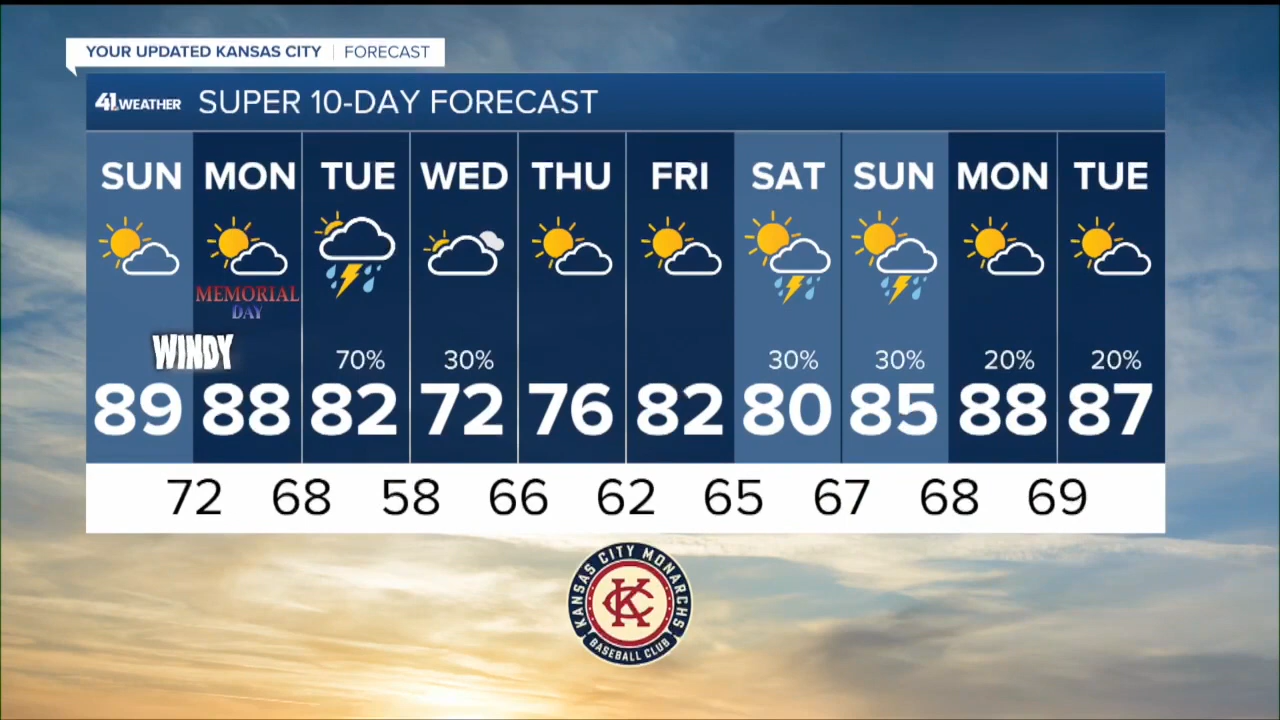 YOUR UPDATED KANSAS CITY | FORECAST
41 WEATHER SUPER 10-DAY FORECAST
SUN MON TUE WED THU FRI SAT SUN MON TUE
MEMORIAL
DAY
WINDY
70% 30% 30% 30% 20% 20%
89 88 82 72 76 82 80 85 88 87
72 68 58 66 62 65 67 68 69
KANSAS CITY MONARCHS
KC
BASEBALL CLUB